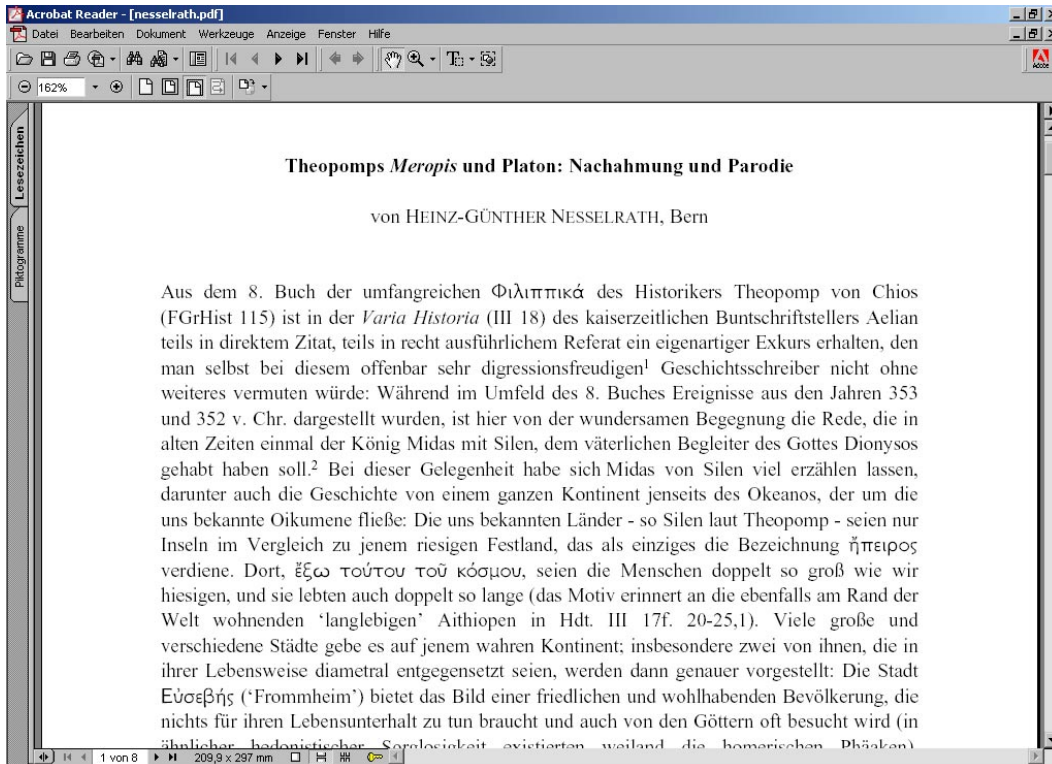 Acrobat Reader - [nesselrath.pdf]
Datei Bearbeiten Dokument Werkzeuge Anzeige Fenster Hilfe
162%
Lesezeichen
Piktogramme
Theopomps Meropis und Platon: Nachahmung und Parodie
von HEINZ-GÜNTHER NESSELRATH, Bern
Aus dem 8. Buch der umfangreichen Φιλιππικά des Historikers Theopomp von Chios
(FGrHist 115) ist in der Varia Historia (III 18) des kaiserzeitlichen Buntschriftstellers Aelian
teils in direktem Zitat, teils in recht ausführlichem Referat ein eigenartiger Exkurs erhalten, den
man selbst bei diesem offenbar sehr digressionsfreudigen¹ Geschichtsschreiber nicht ohne
weiteres vermuten würde: Während im Umfeld des 8. Buches Ereignisse aus den Jahren 353
und 352 v. Chr. dargestellt wurden, ist hier von der wundersamen Begegnung die Rede, die in
alten Zeiten einmal der König Midas mit Silen, dem väterlichen Begleiter des Gottes Dionysos
gehabt haben soll.² Bei dieser Gelegenheit habe sich Midas von Silen viel erzählen lassen,
darunter auch die Geschichte von einem ganzen Kontinent jenseits des Okeanos, der um die
uns bekannte Oikumene fließe: Die uns bekannten Länder - so Silen laut Theopomp - seien nur
Inseln im Vergleich zu jenem riesigen Festland, das als einziges die Bezeichnung ἤπειρος
verdiene. Dort, ἔξω τούτου τοῦ κόσμου, seien die Menschen doppelt so groß wie wir
hiesigen, und sie lebten auch doppelt so lange (das Motiv erinnert an die ebenfalls am Rand der
Welt wohnenden ‘langlebigen’ Aithiopen in Hdt. III 17f. 20-25,1). Viele große und
verschiedene Städte gebe es auf jenem wahren Kontinent; insbesondere zwei von ihnen, die in
ihrer Lebensweise diametral entgegensetzt seien, werden dann genauer vorgestellt: Die Stadt
Εὐσεβής (‘Frommheim’) bietet das Bild einer friedlichen und wohlhabenden Bevölkerung, die
nichts für ihren Lebensunterhalt zu tun braucht und auch von den Göttern oft besucht wird (in
ähnlicher hedonistischer Sorglosigkeit existierten weiland die homerischen Phäaken).
1 von 8 209,9 x 297 mm